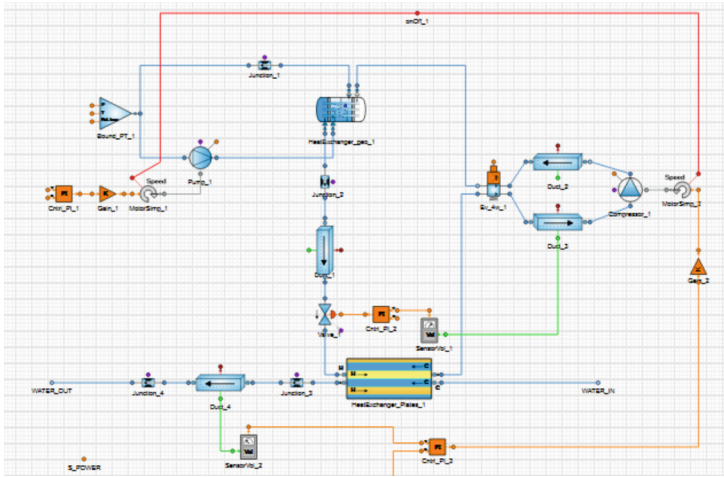 onOff_1
Junction_1
Bound_PT_1
HeatExchanger_geo_1
Pump_1
Speed
Cntrl_PI_1
Gain_1
MotorSimp_1
Junction_2
Ev_4w_1
Duct_2
Compressor_1
Speed
MotorSimp_2
Duct_3
Duct_1
Gain_2
Valve_1
Cntrl_PI_2
SensorVol_1
WATER_OUT
Junction_4
Duct_4
Junction_3
HeatExchanger_Plates_1
WATER_IN
SensorVol_2
Cntrl_PI_3
S_POWER